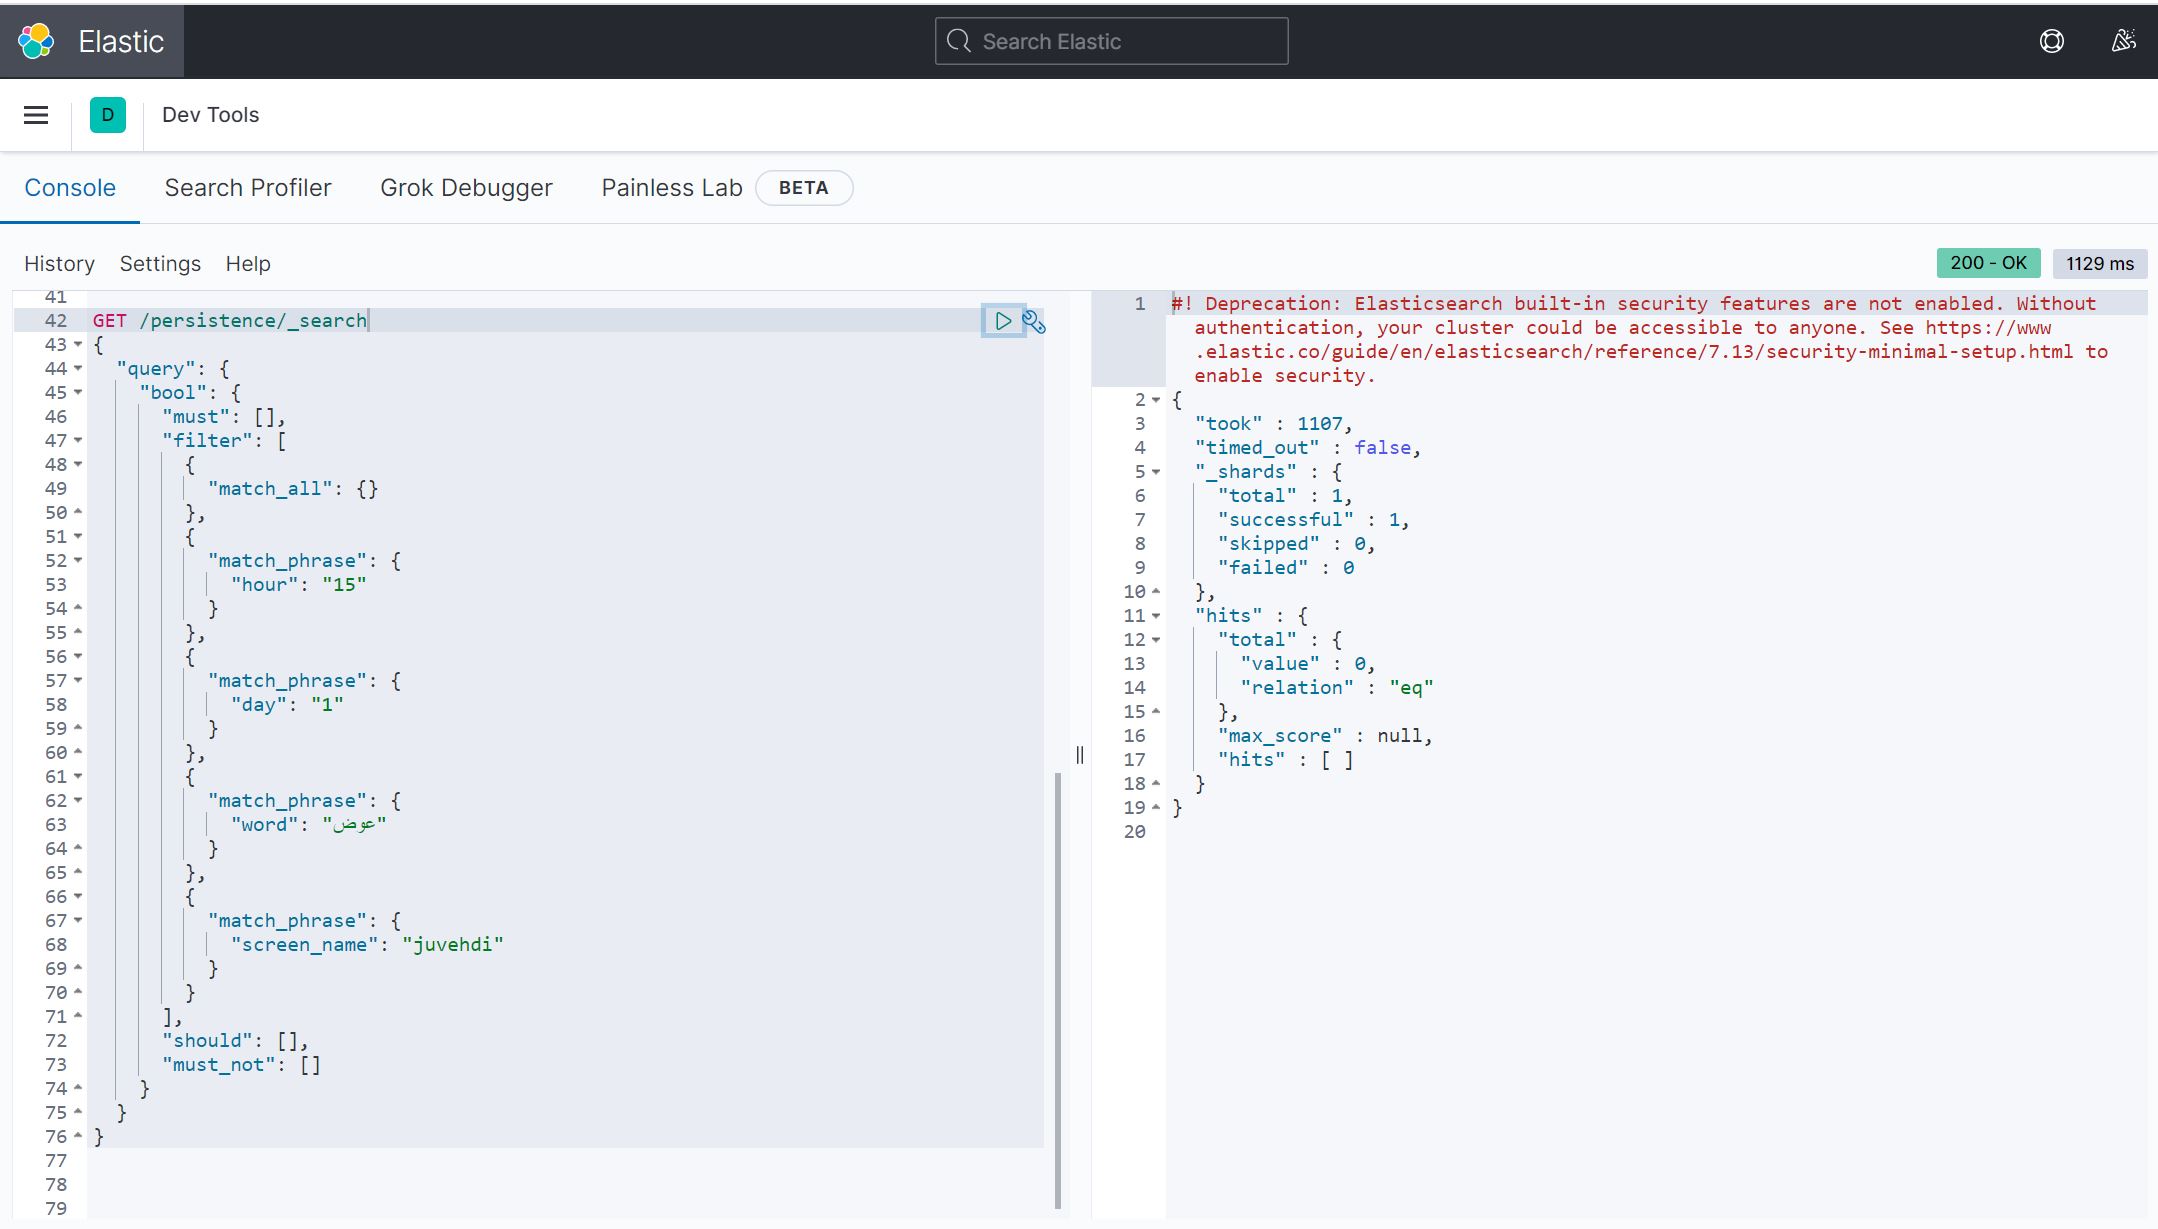 Elastic
Search Elastic
D
Dev Tools
Console Search Profiler Grok Debugger Painless Lab BETA
History Settings Help
200 - OK 1129 ms
41
42 GET /persistence/_search
43 {
44 "query": {
45 "bool": {
46 "must": [],
47 "filter": [
48 {
49 "match_all": {}
50 },
51 {
52 "match_phrase": {
53 "hour": "15"
54 }
55 },
56 {
57 "match_phrase": {
58 "day": "1"
59 }
60 },
61 {
62 "match_phrase": {
63 "word": "عوض"
64 }
65 },
66 {
67 "match_phrase": {
68 "screen_name": "juvehdi"
69 }
70 }
71 ],
72 "should": [],
73 "must_not": []
74 }
75 }
76 }
77
78
79
1 #! Deprecation: Elasticsearch built-in security features are not enabled. Without
authentication, your cluster could be accessible to anyone. See https://www
.elastic.co/guide/en/elasticsearch/reference/7.13/security-minimal-setup.html to
enable security.
2 {
3 "took" : 1107,
4 "timed_out" : false,
5 "_shards" : {
6 "total" : 1,
7 "successful" : 1,
8 "skipped" : 0,
9 "failed" : 0
10 },
11 "hits" : {
12 "total" : {
13 "value" : 0,
14 "relation" : "eq"
15 },
16 "max_score" : null,
17 "hits" : [ ]
18 }
19 }
20